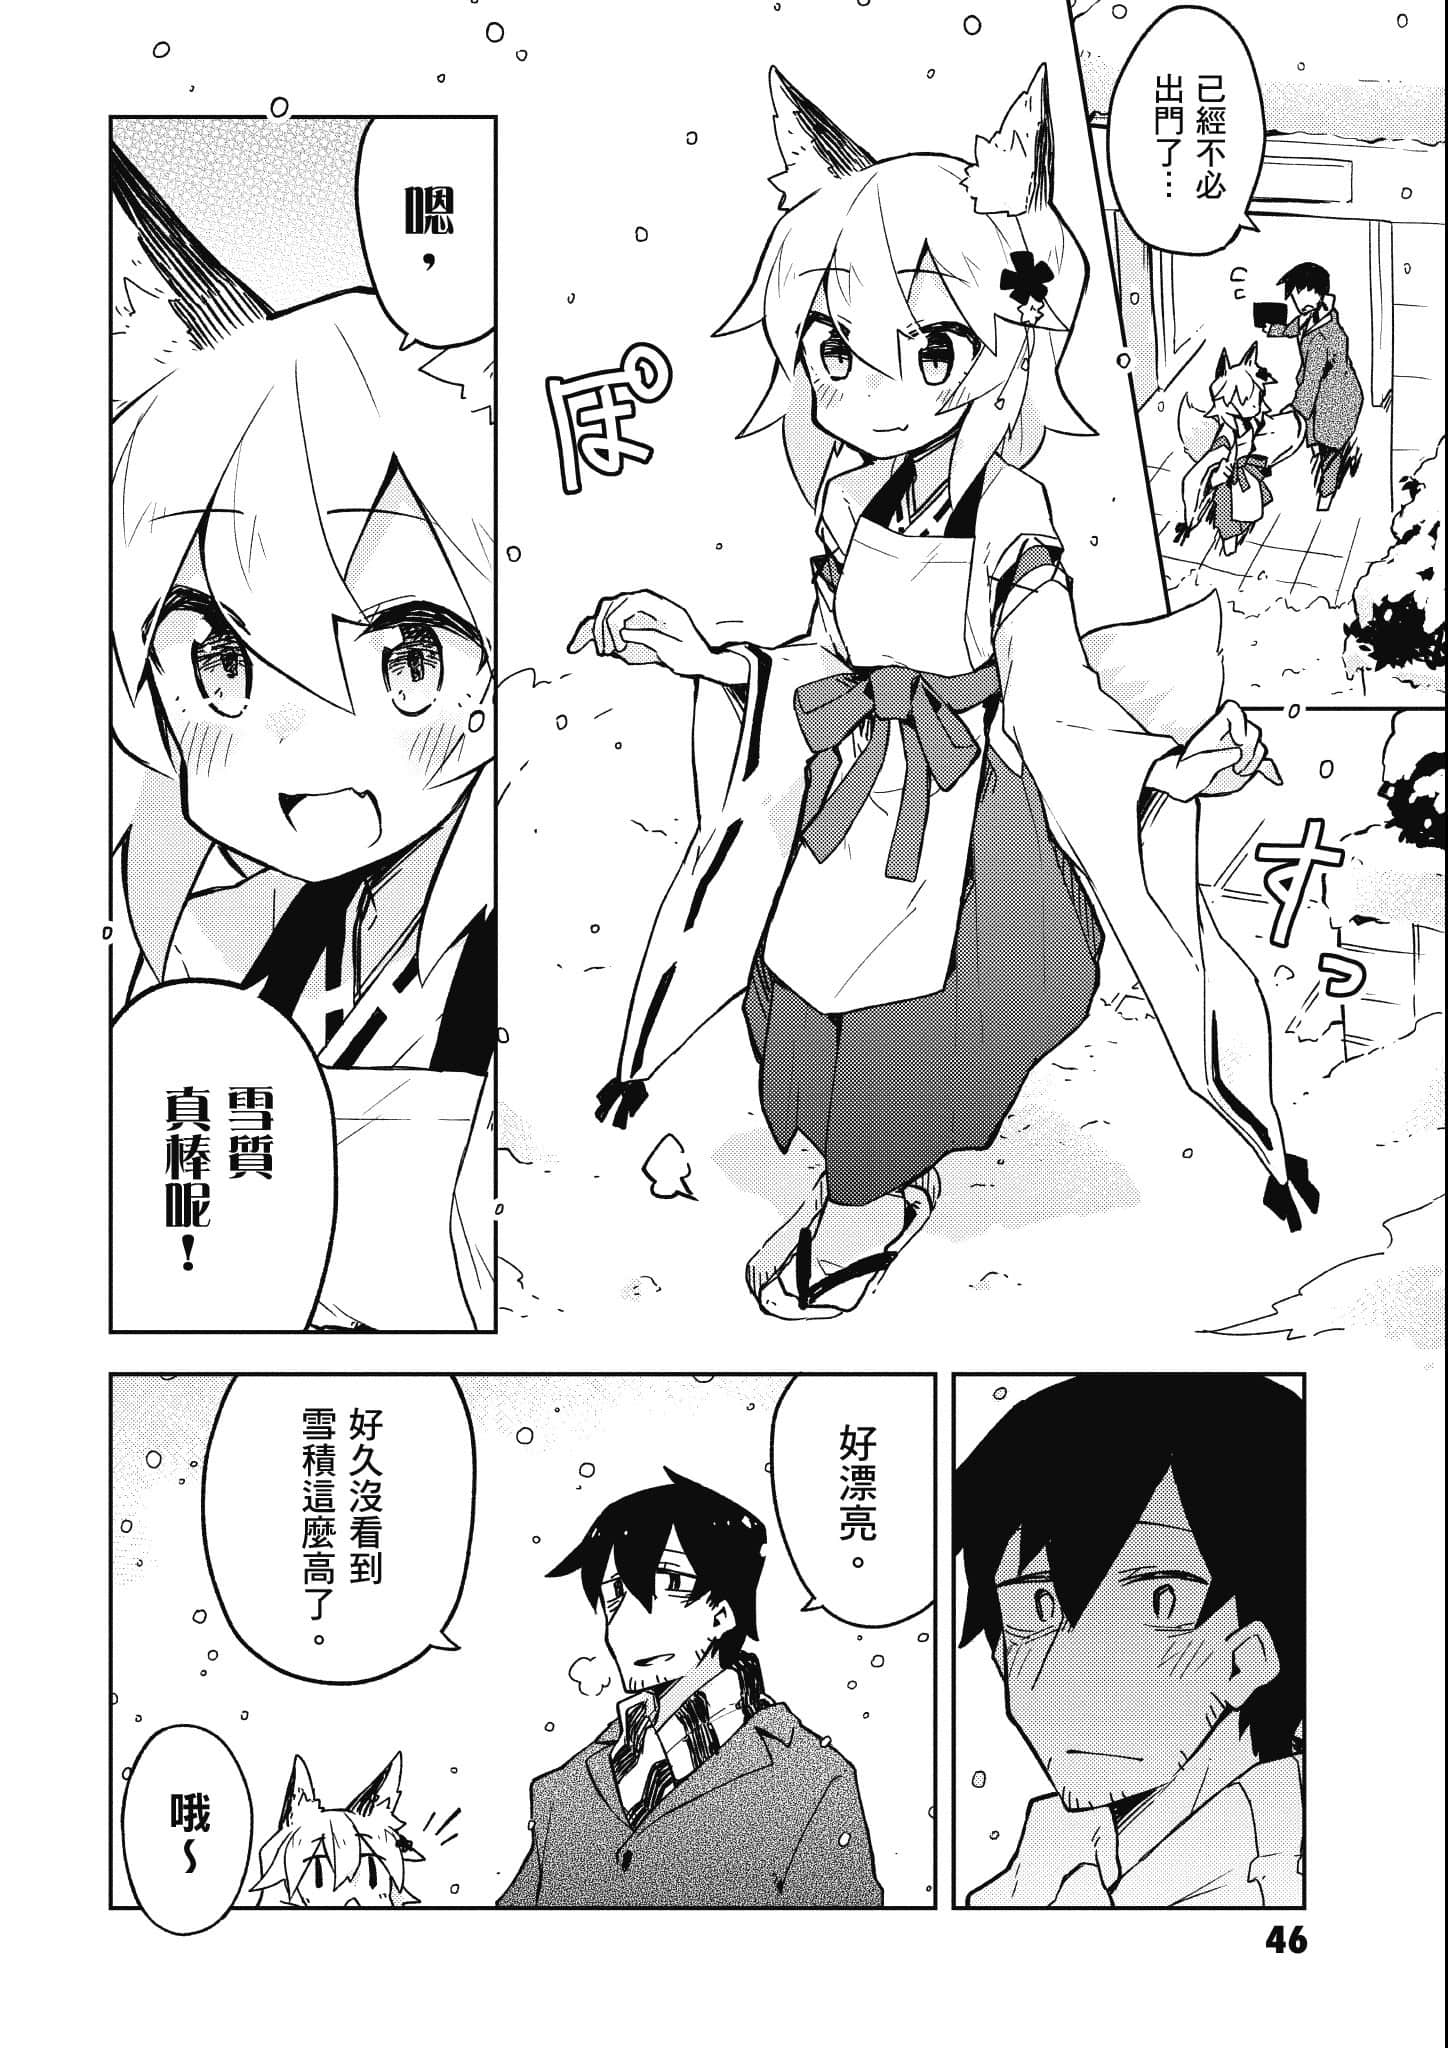 已經不必
出門了…
ぽすっ
嗯，
雪質
真棒呢！
好漂亮。
好久沒看到
雪積這麼高了。
哦～
46